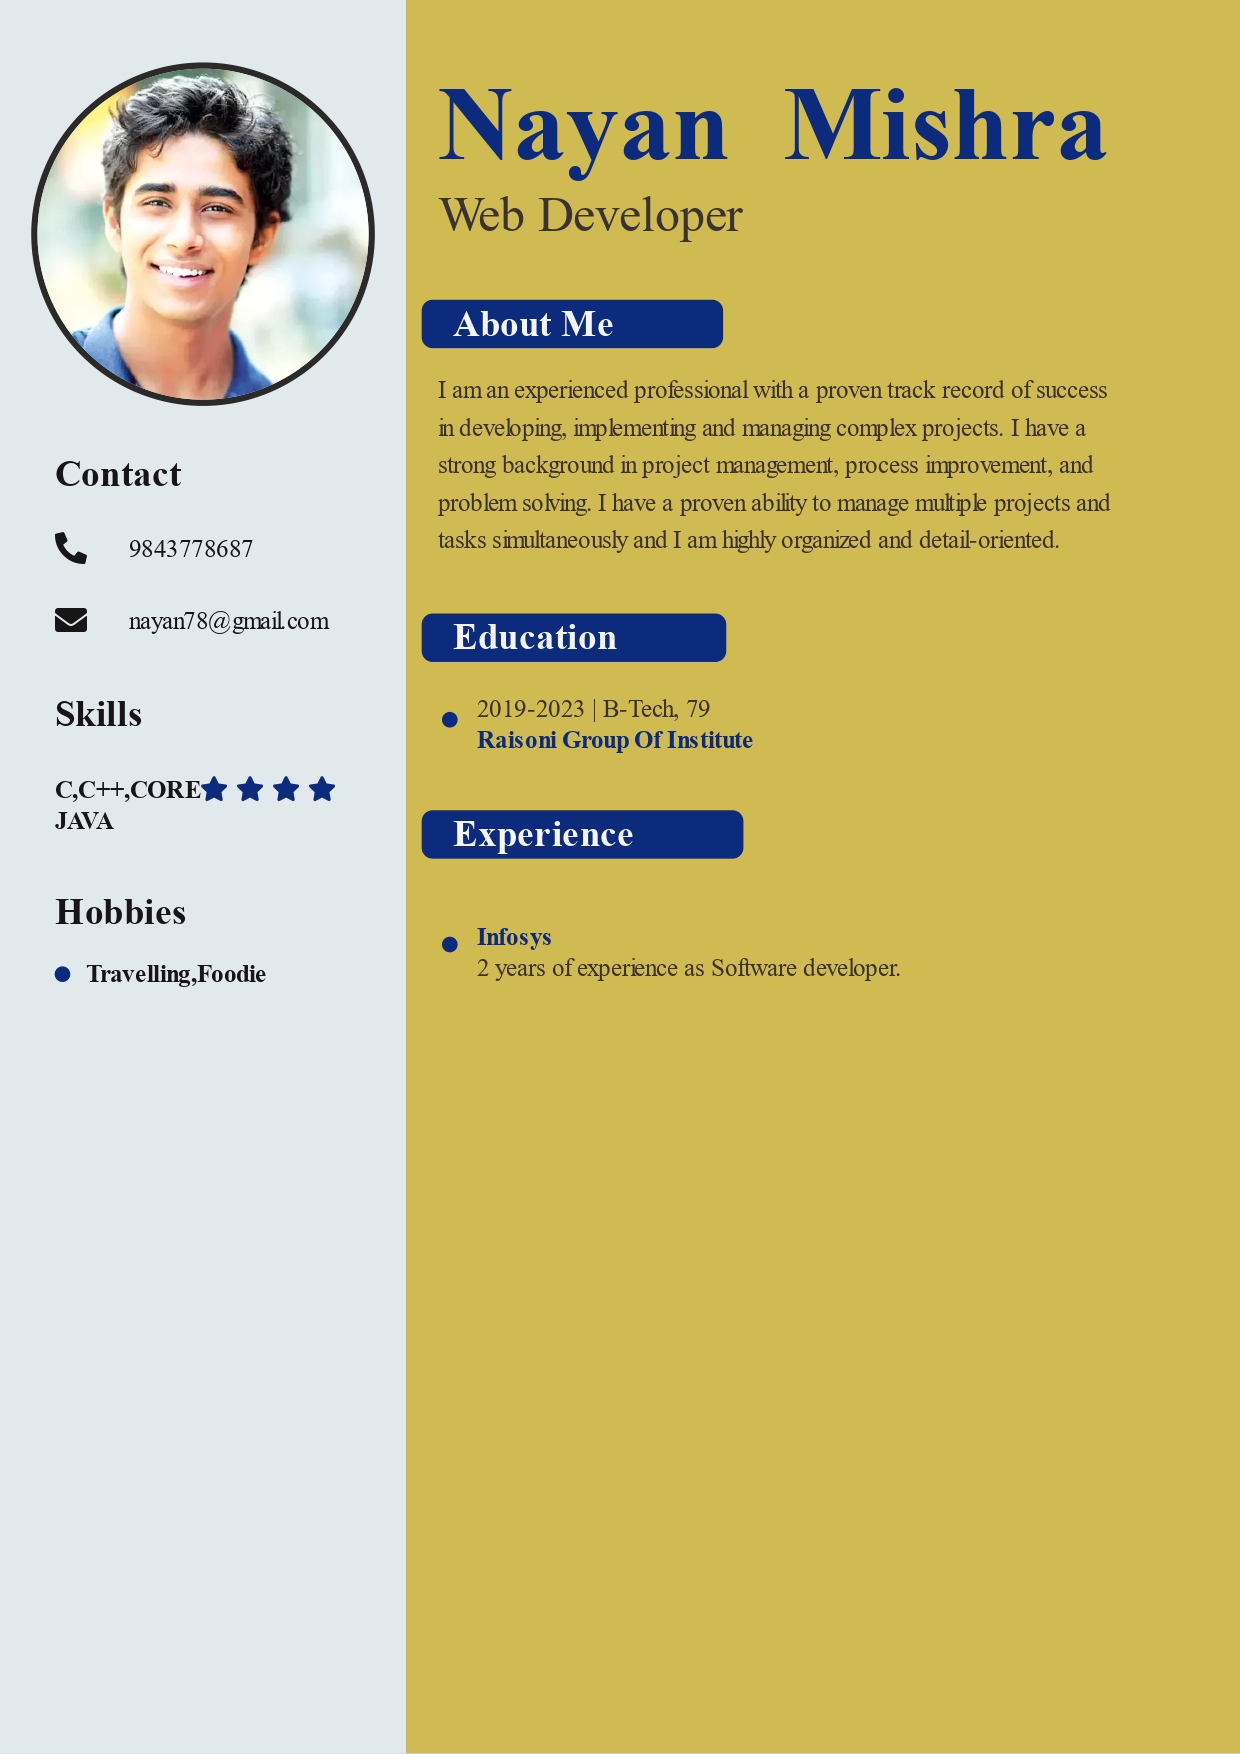 Nayan Mishra
Web Developer
Contact
9843778687
nayan78@gmail.com
Skills
C,C++,CORE
JAVA
Hobbies
Travelling,Foodie
About Me
I am an experienced professional with a proven track record of success
in developing, implementing and managing complex projects. I have a
strong background in project management, process improvement, and
problem solving. I have a proven ability to manage multiple projects and
tasks simultaneously and I am highly organized and detail-oriented.
Education
2019-2023 | B-Tech, 79
Raisoni Group Of Institute
Experience
Infosys
2 years of experience as Software developer.